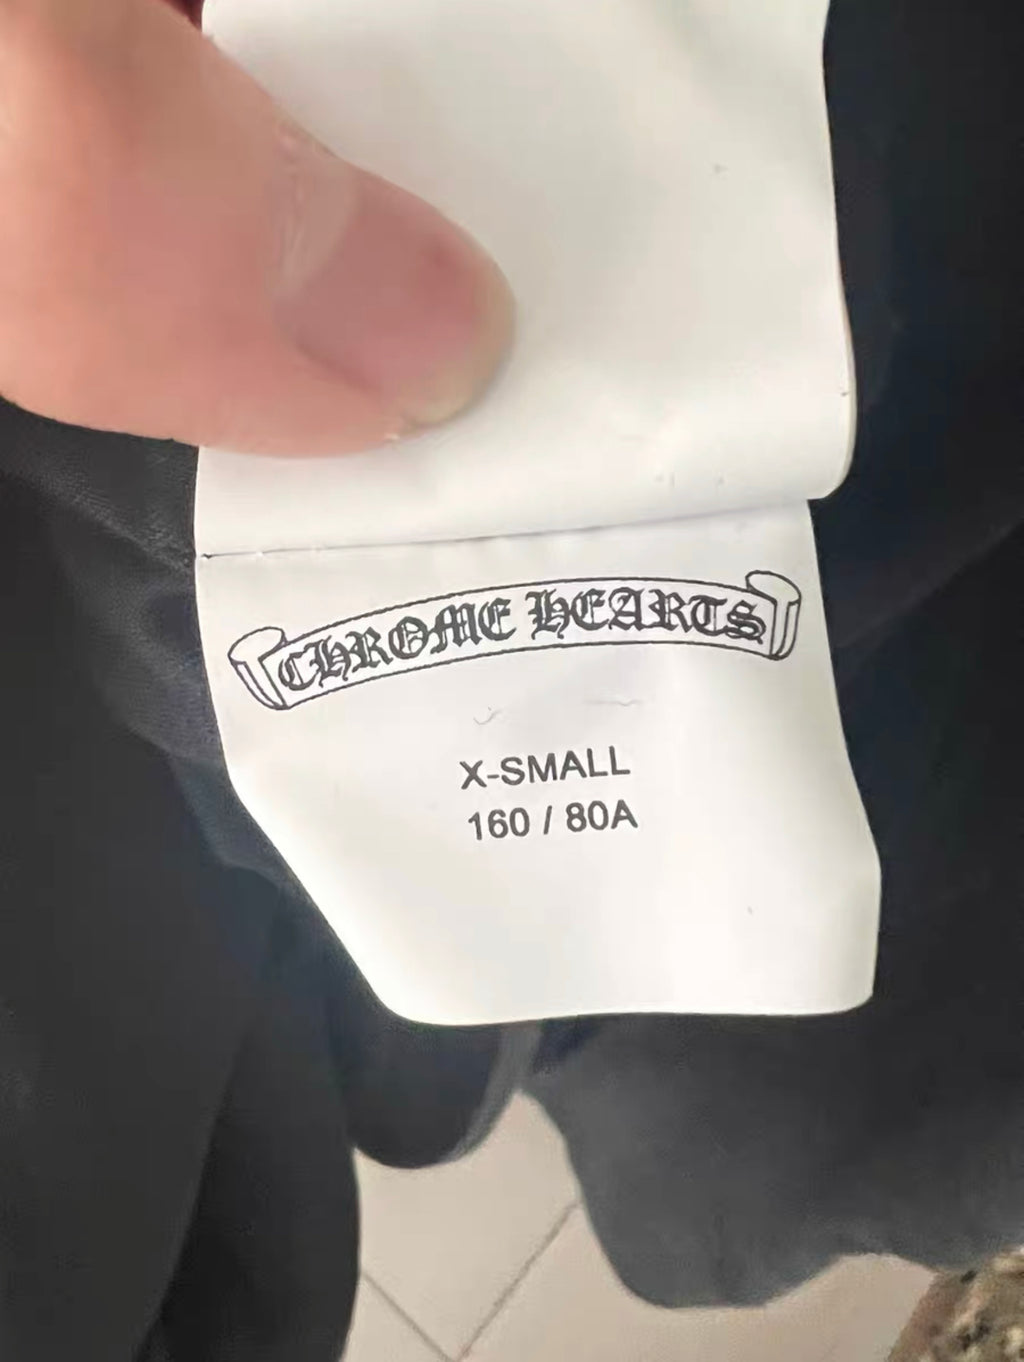 CHROME HEARTS
X-SMALL
160 / 80A